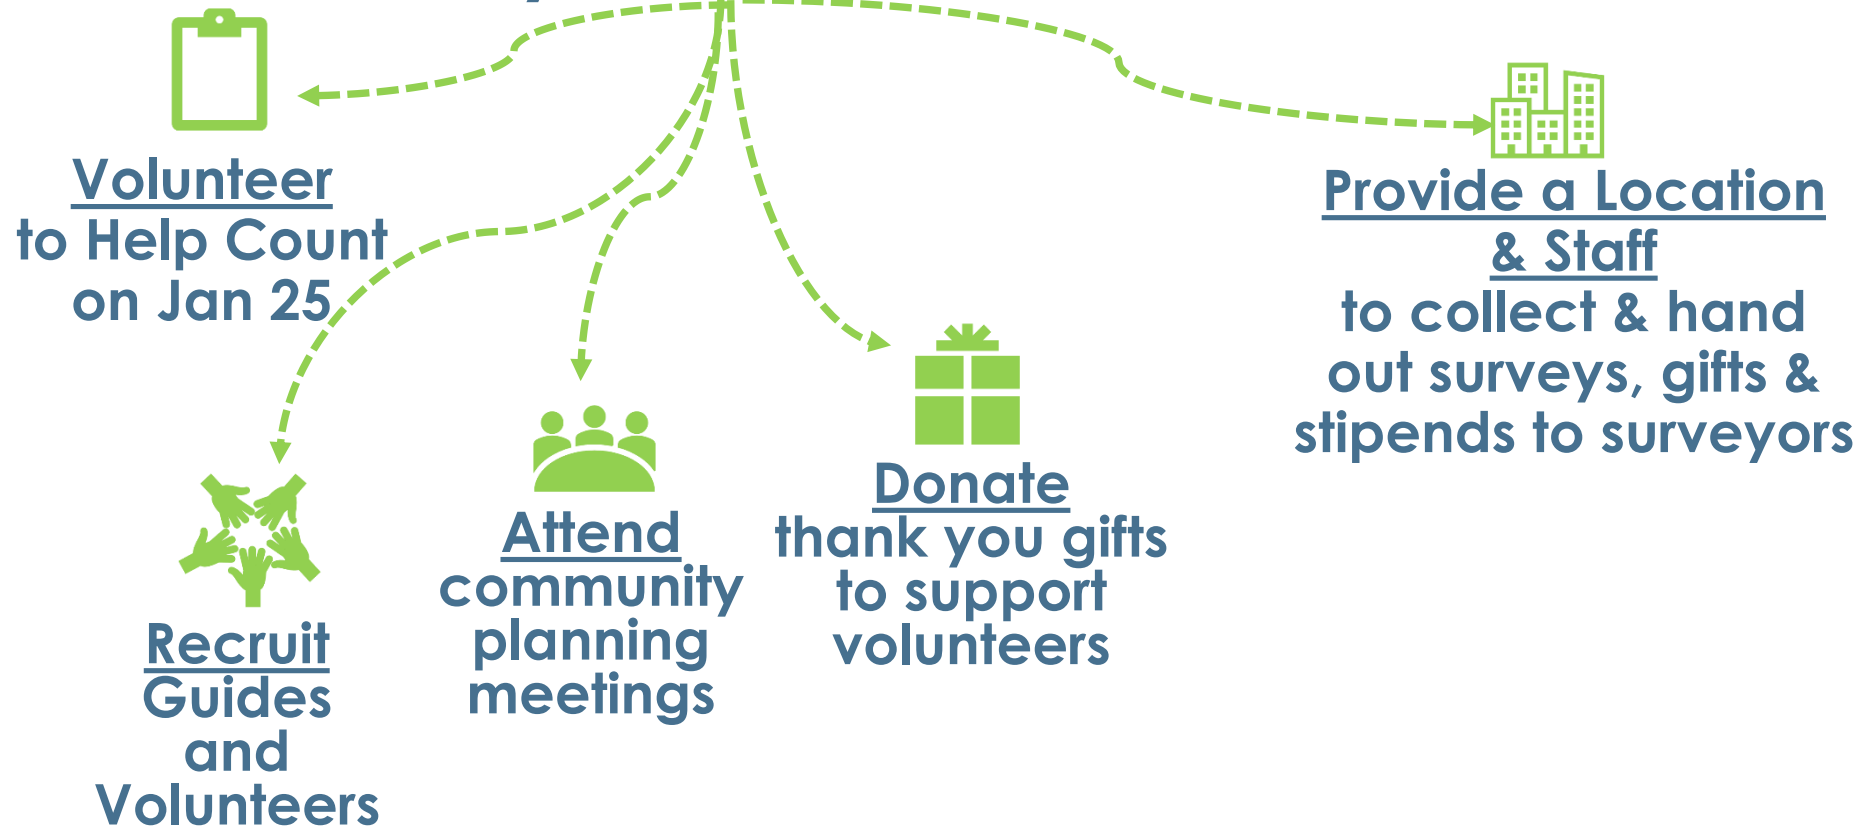 Volunteer
to Help Count
on Jan 25
Recruit
Guides
and
Volunteers
Attend
community
planning
meetings
Donate
thank you gifts
to support
volunteers
Provide a Location
& Staff
to collect & hand
out surveys, gifts &
stipends to surveyors